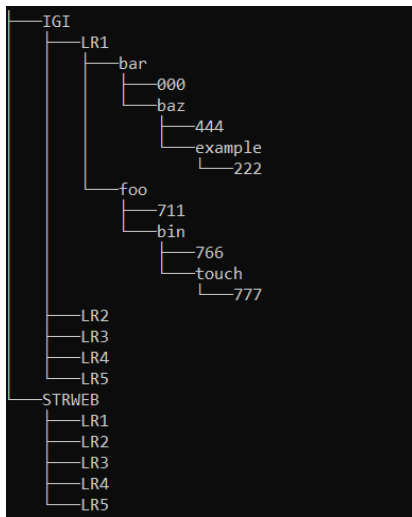 IGI
LR1
bar
000
baz
444
example
222
foo
711
bin
766
touch
777
LR2
LR3
LR4
LR5
STRWEB
LR1
LR2
LR3
LR4
LR5